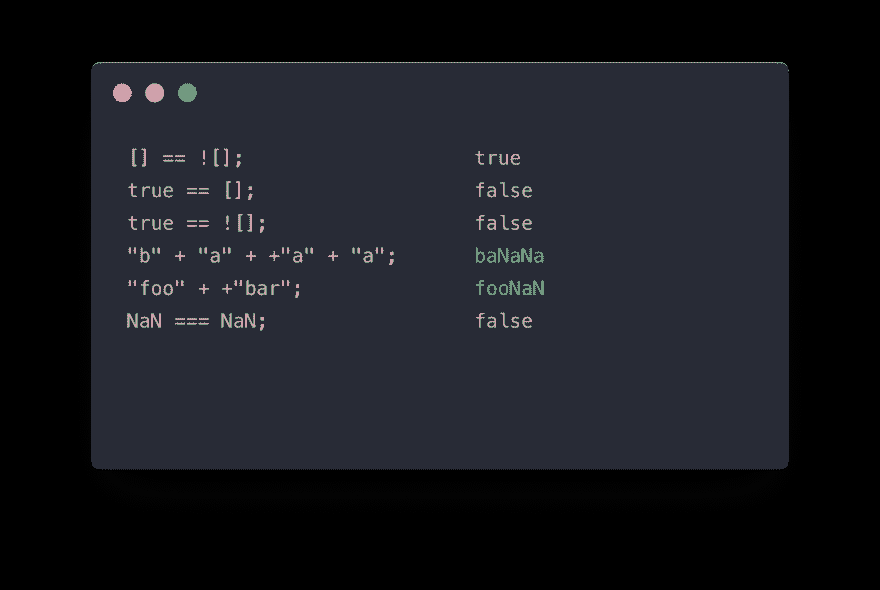 [] == ![]; true
true == []; false
true == ![]; false
"b" + "a" + +"a" + "a"; baNaNa
"foo" + +"bar"; fooNaN
NaN === NaN; false